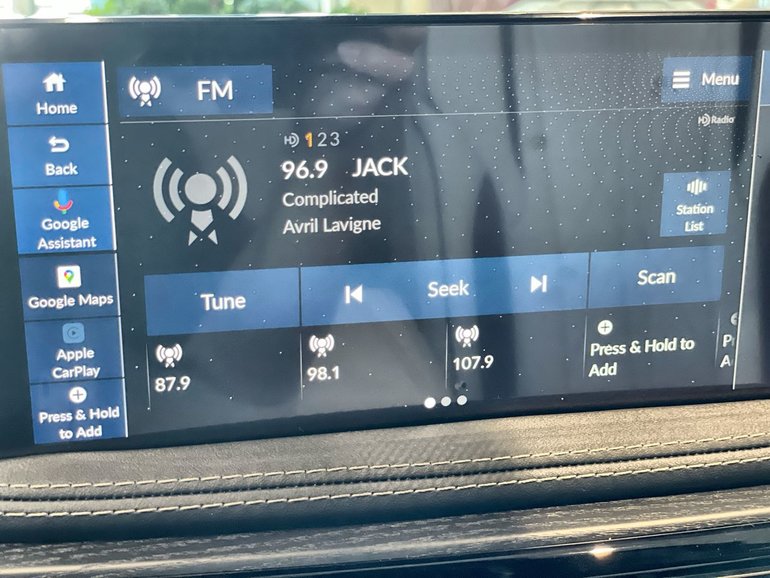 Home
Back
Google
Assistant
Google Maps
Apple
CarPlay
Press & Hold
to Add
FM
Menu
HD Radio
HD 1 2 3
96.9 JACK
Complicated
Avril Lavigne
Station
List
Tune
Seek
Scan
87.9
98.1
107.9
Press & Hold to
Add